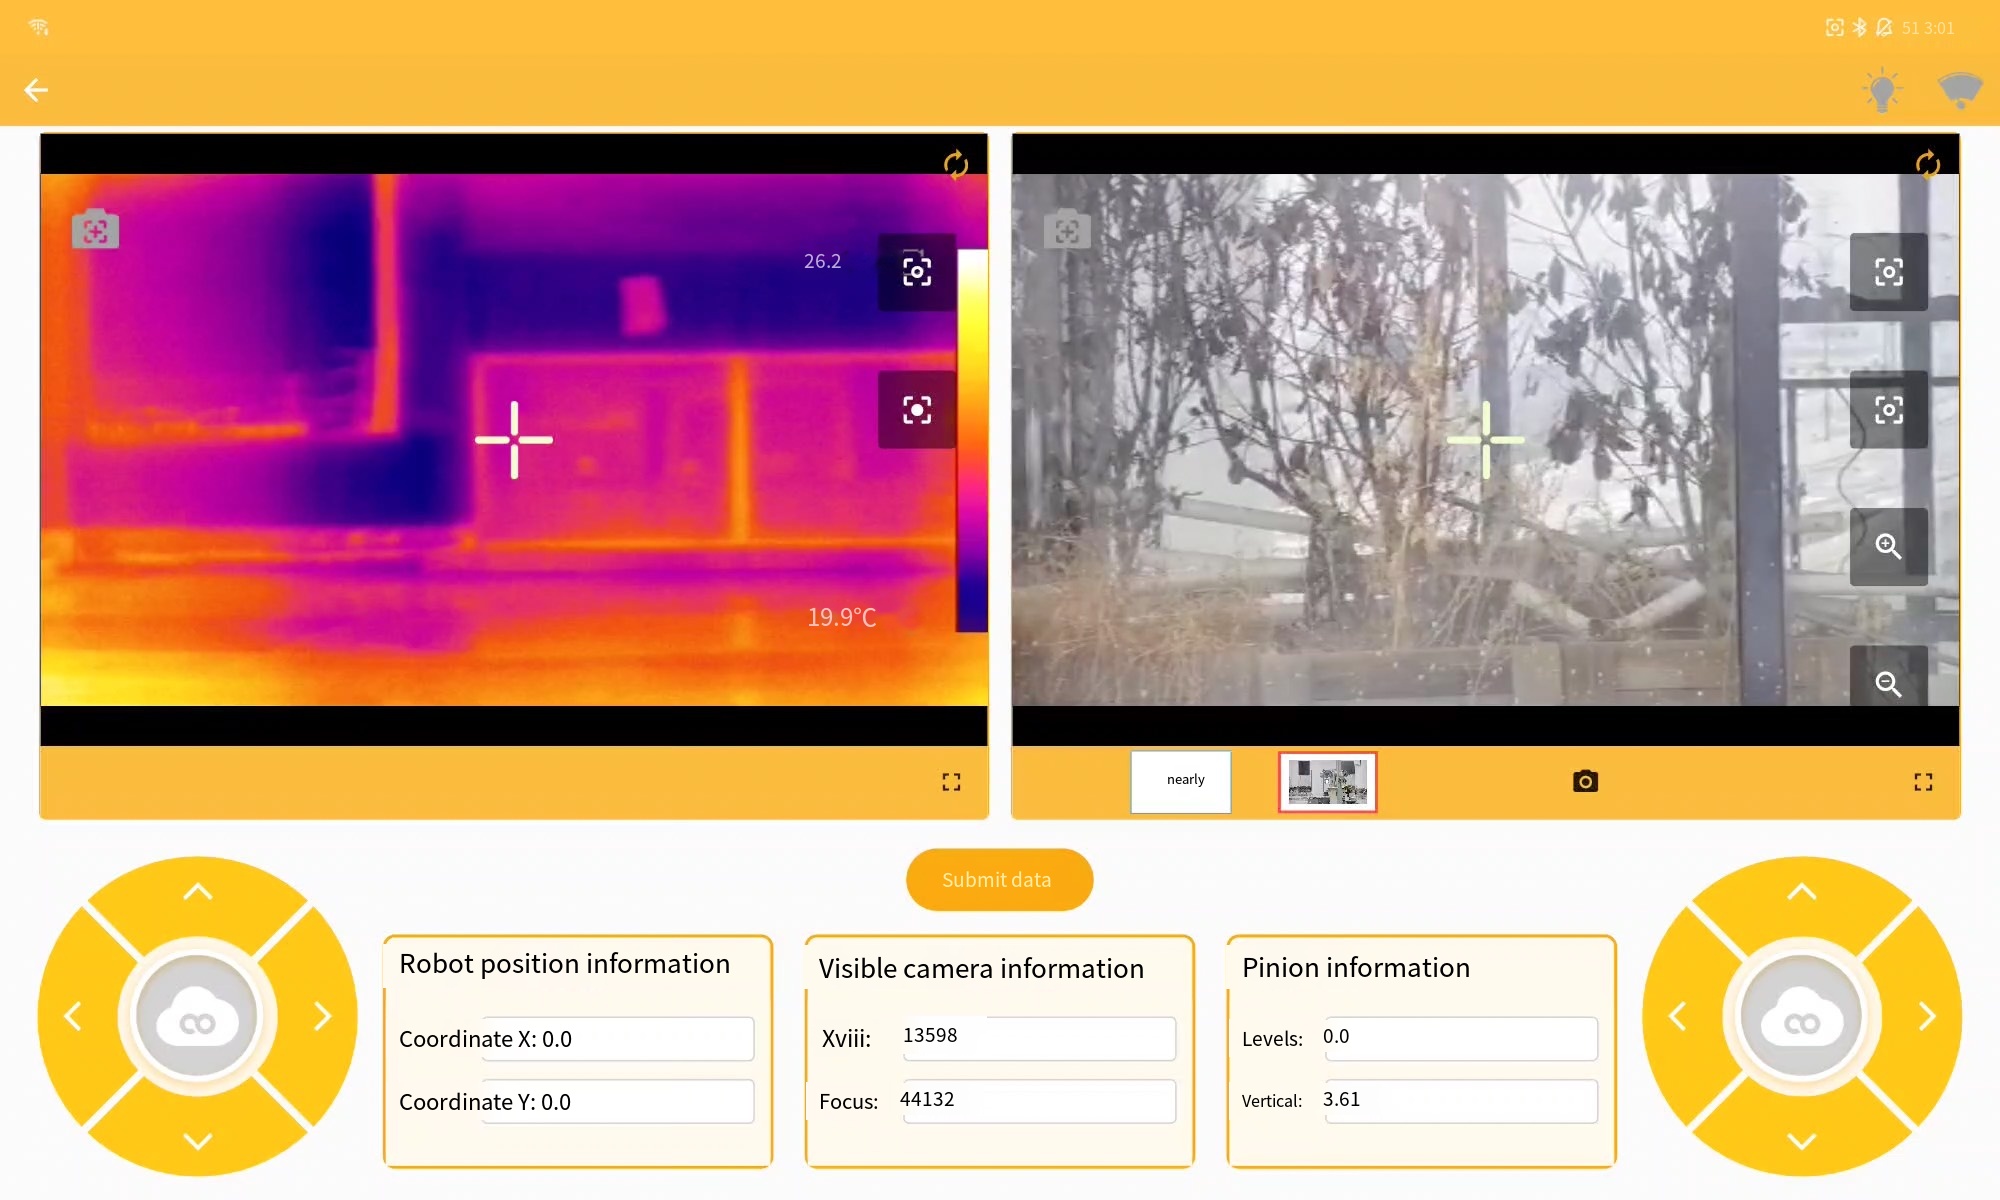 51 3:01
26.2
19.9°C
nearly
Submit data
Robot position information
Coordinate X: 0.0
Coordinate Y: 0.0
Visible camera information
Xviii: 13598
Focus: 44132
Pinion information
Levels: 0.0
Vertical: 3.61